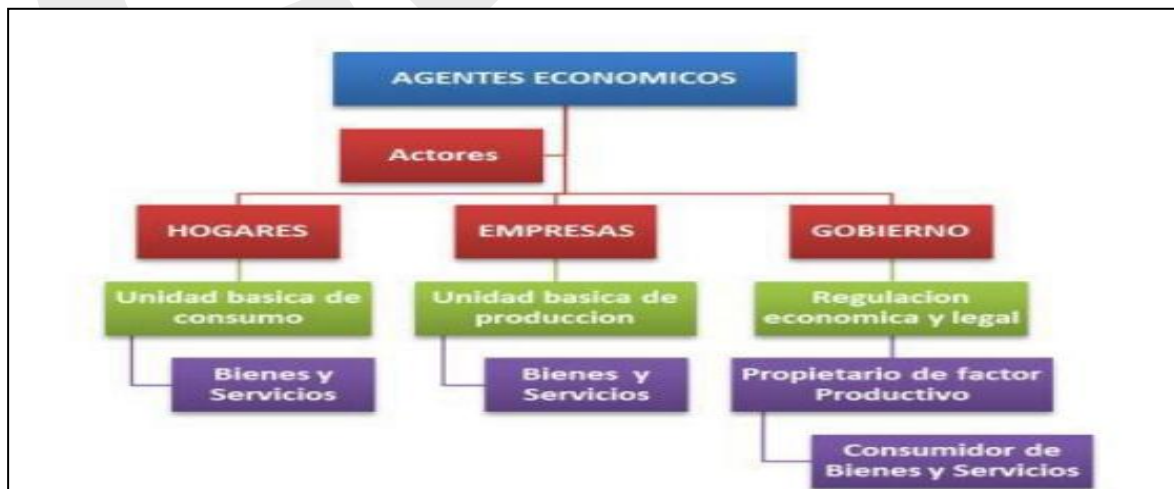 AGENTES ECONOMICOS
Actores
HOGARES
EMPRESAS
GOBIERNO
Unidad basica de
consumo
Unidad basica de
produccion
Regulacion
economica y legal
Bienes y
Servicios
Bienes y
Servicios
Propietario de factor
Productivo
Consumidor de
Bienes y Servicios